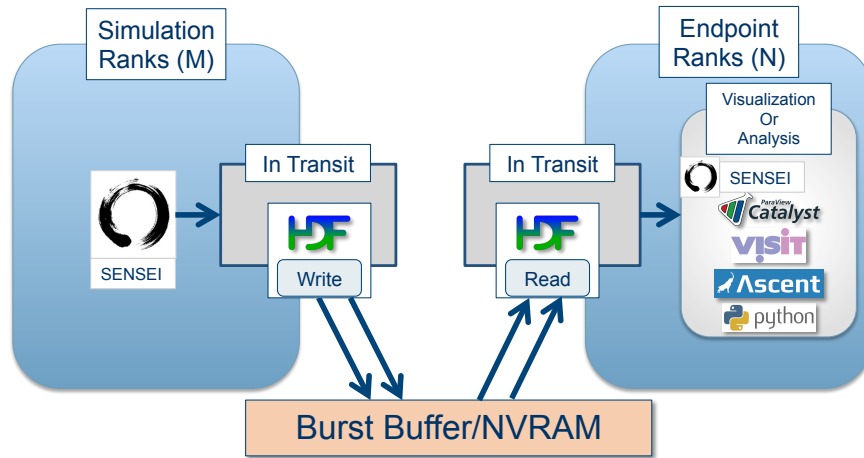 Simulation
Ranks (M)
SENSEI
In Transit
HDF
Write
In Transit
HDF
Read
Endpoint
Ranks (N)
Visualization
Or
Analysis
SENSEI
ParaView
Catalyst
VisIt
Ascent
python
Burst Buffer/NVRAM